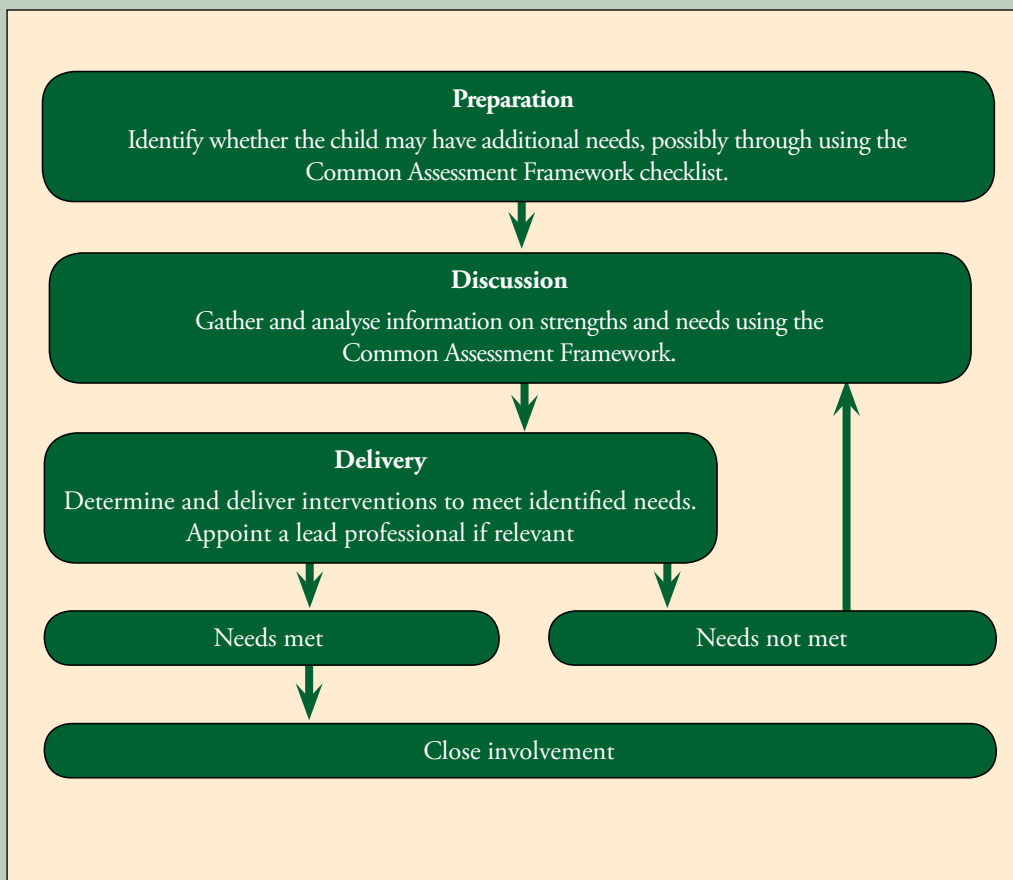 Preparation
Identify whether the child may have additional needs, possibly through using the
Common Assessment Framework checklist.
Discussion
Gather and analyse information on strengths and needs using the
Common Assessment Framework.
Delivery
Determine and deliver interventions to meet identified needs.
Appoint a lead professional if relevant
Needs met
Needs not met
Close involvement